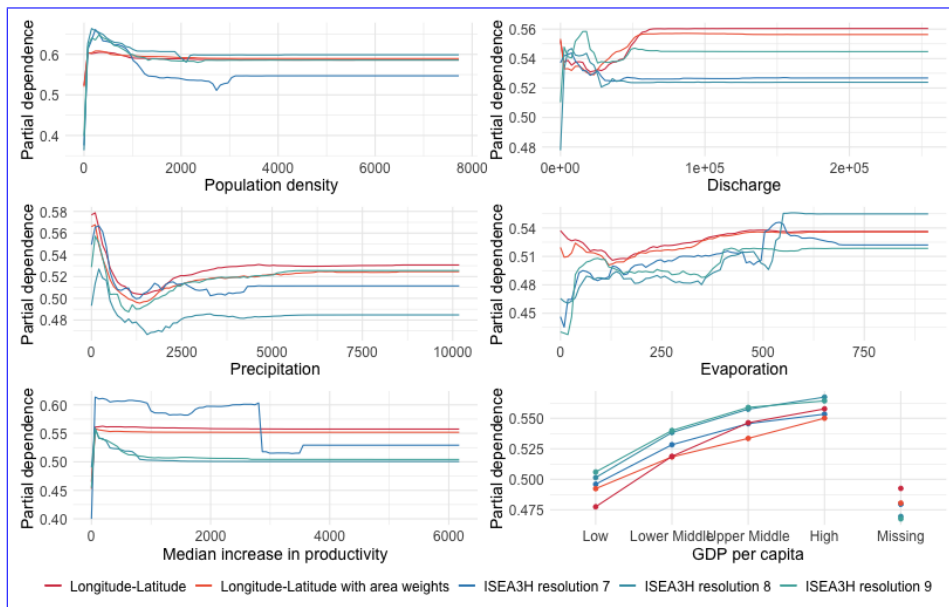 Partial dependence
0.6
0.4
0
2000
4000
6000
8000
Population density
Partial dependence
0.56
0.54
0.52
0.50
0.48
0e+00
1e+05
2e+05
Discharge
Partial dependence
0.58
0.56
0.54
0.52
0.50
0.48
0
2500
5000
7500
10000
Precipitation
Partial dependence
0.54
0.51
0.48
0.45
0
250
500
750
Evaporation
Partial dependence
0.60
0.55
0.50
0.45
0.40
0
2000
4000
6000
Median increase in productivity
Partial dependence
0.550
0.525
0.500
0.475
Low
Lower Middle
Upper Middle
High
Missing
GDP per capita
Longitude-Latitude
Longitude-Latitude with area weights
ISEA3H resolution 7
ISEA3H resolution 8
ISEA3H resolution 9